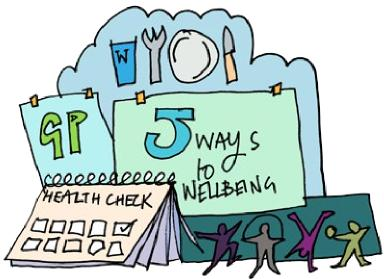 W
GP
5 WAYS
to
WELLBEING
HEALTH CHECK